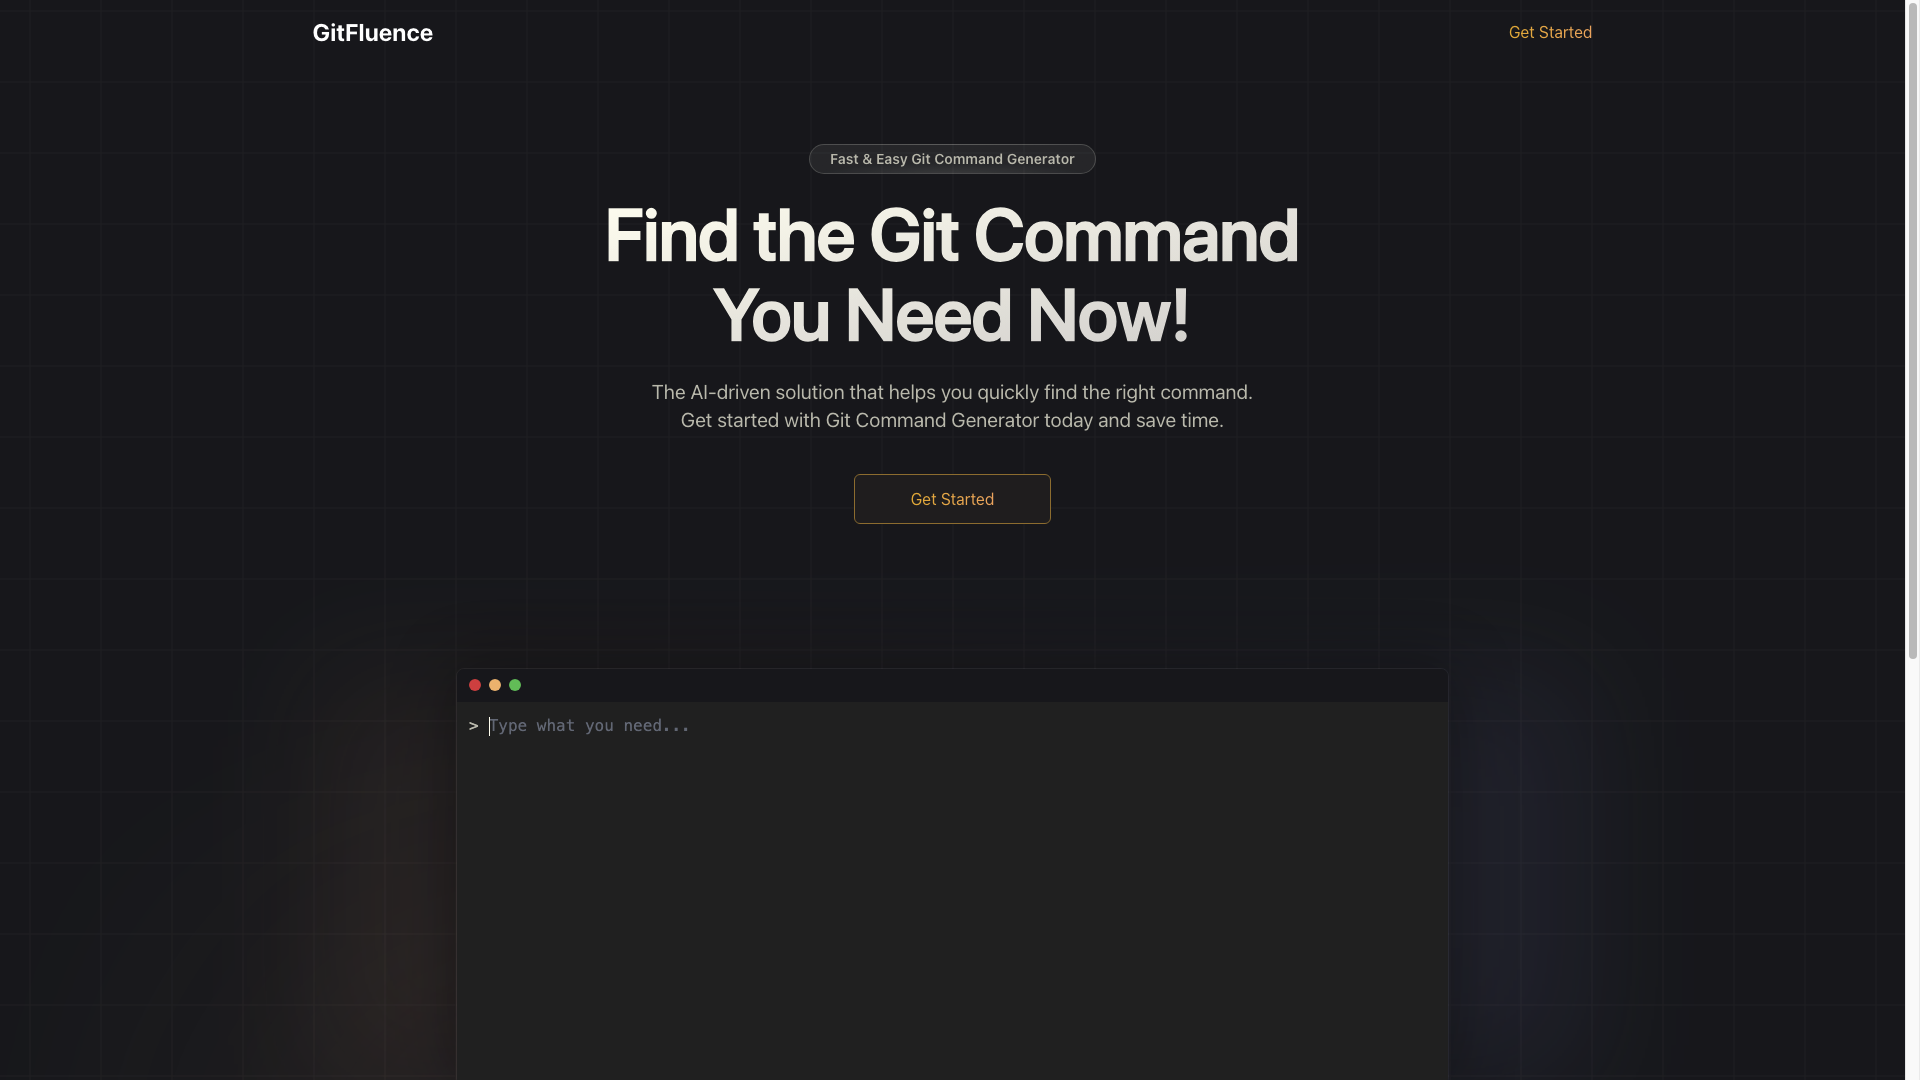 GitFluence
Get Started
Fast & Easy Git Command Generator
Find the Git Command
You Need Now!
The AI-driven solution that helps you quickly find the right command.
Get started with Git Command Generator today and save time.
Get Started
> Type what you need...